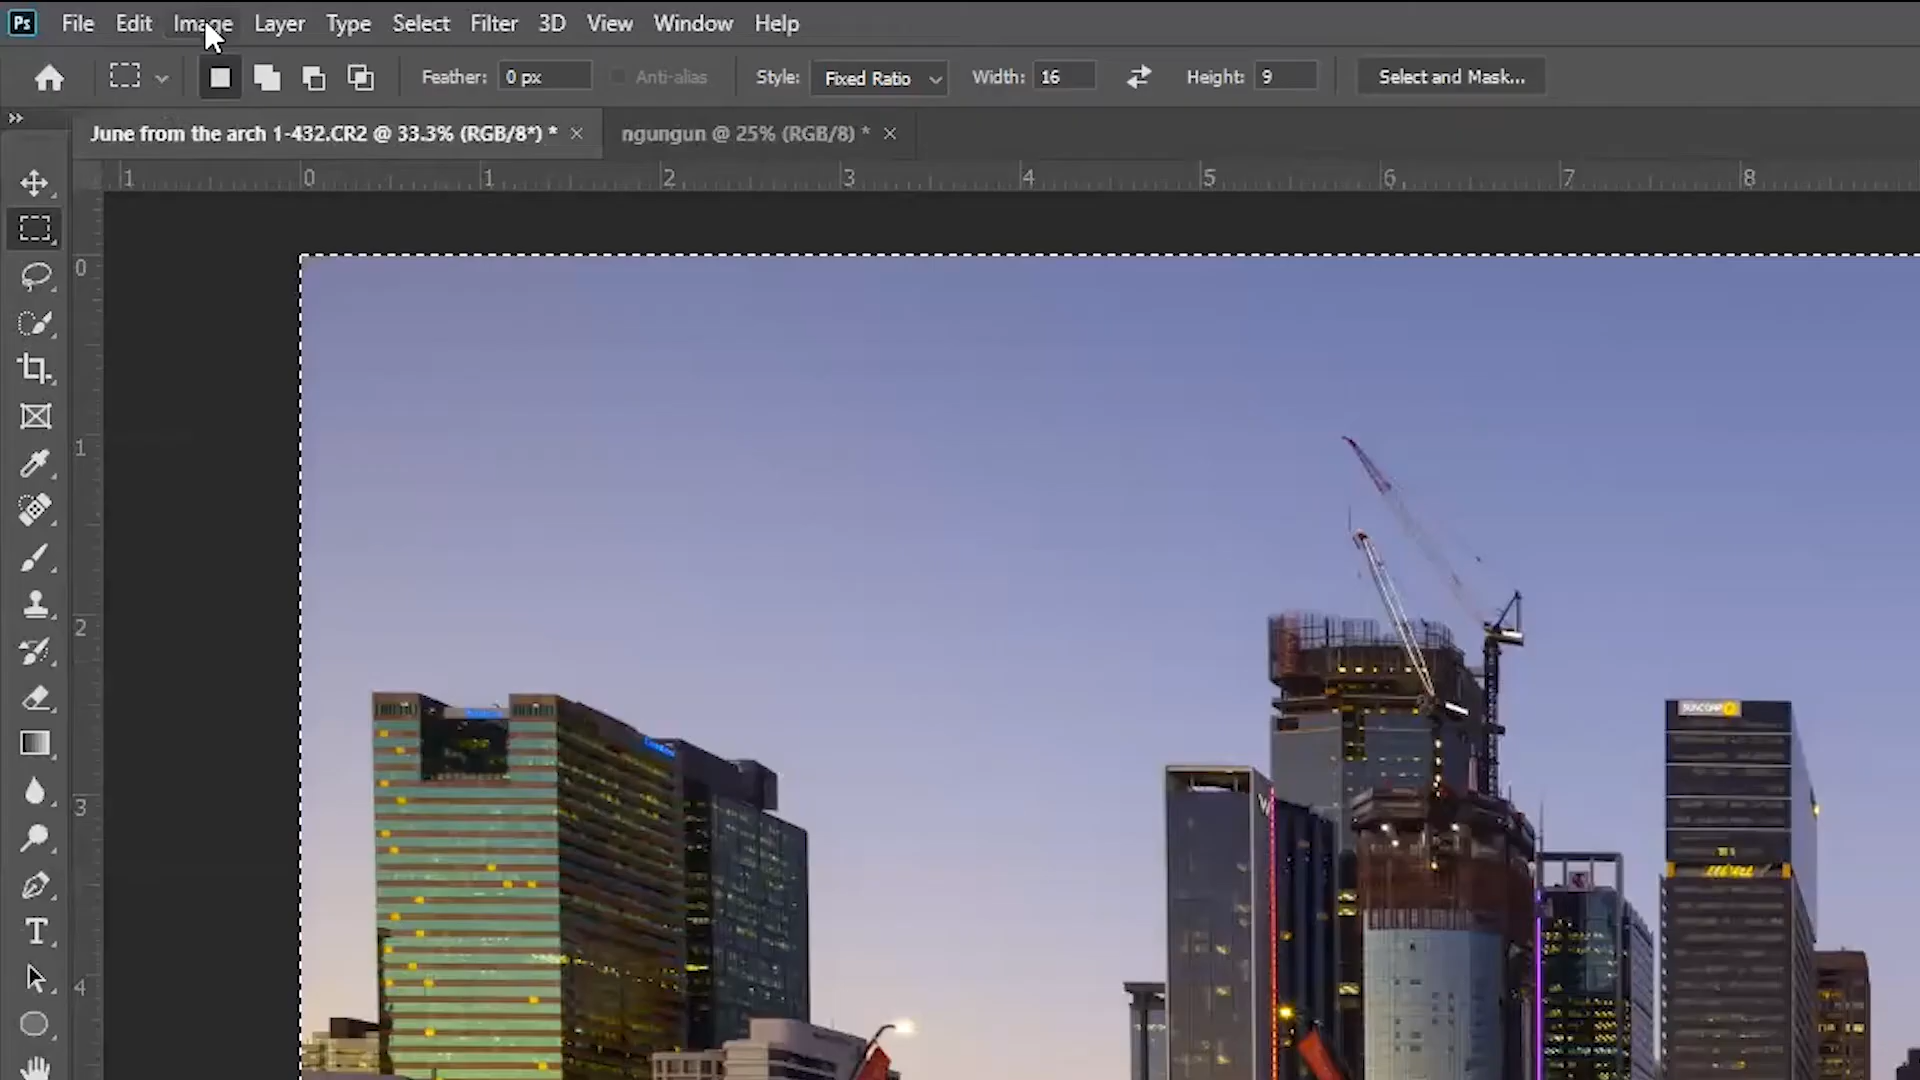 Ps File Edit Image Layer Type Select Filter 3D View Window Help
Feather: 0 px Anti-alias Style: Fixed Ratio Width: 16 Height: 9 Select and Mask...
June from the arch 1-432.CR2 @ 33.3% (RGB/8*) * × ngungun @ 25% (RGB/8) * ×
1 0 1 2 3 4 5 6 7 8
0
1
2
SUNCORP
3
4